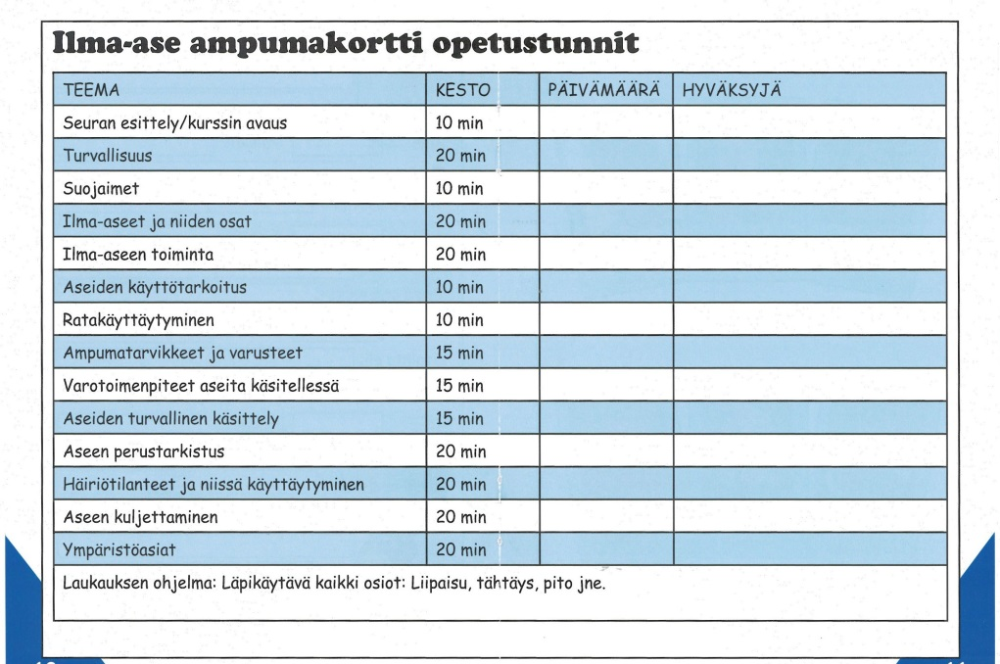 Ilma-ase ampumakortti opetustunnit
TEEMA KESTO PÄIVÄMÄÄRÄ HYVÄKSYJÄ
Seuran esittely/kurssin avaus 10 min
Turvallisuus 20 min
Suojaimet 10 min
Ilma-aseet ja niiden osat 20 min
Ilma-aseen toiminta 20 min
Aseiden käyttötarkoitus 10 min
Ratakäyttäytyminen 10 min
Ampumatarvikkeet ja varusteet 15 min
Varotoimenpiteet aseita käsitellessä 15 min
Aseiden turvallinen käsittely 15 min
Aseen perustarkistus 20 min
Häiriötilanteet ja niissä käyttäytyminen 20 min
Aseen kuljettaminen 20 min
Ympäristöasiat 20 min
Laukauksen ohjelma: Läpikäytävä kaikki osiot: Liipaisu, tähtäys, pito jne.